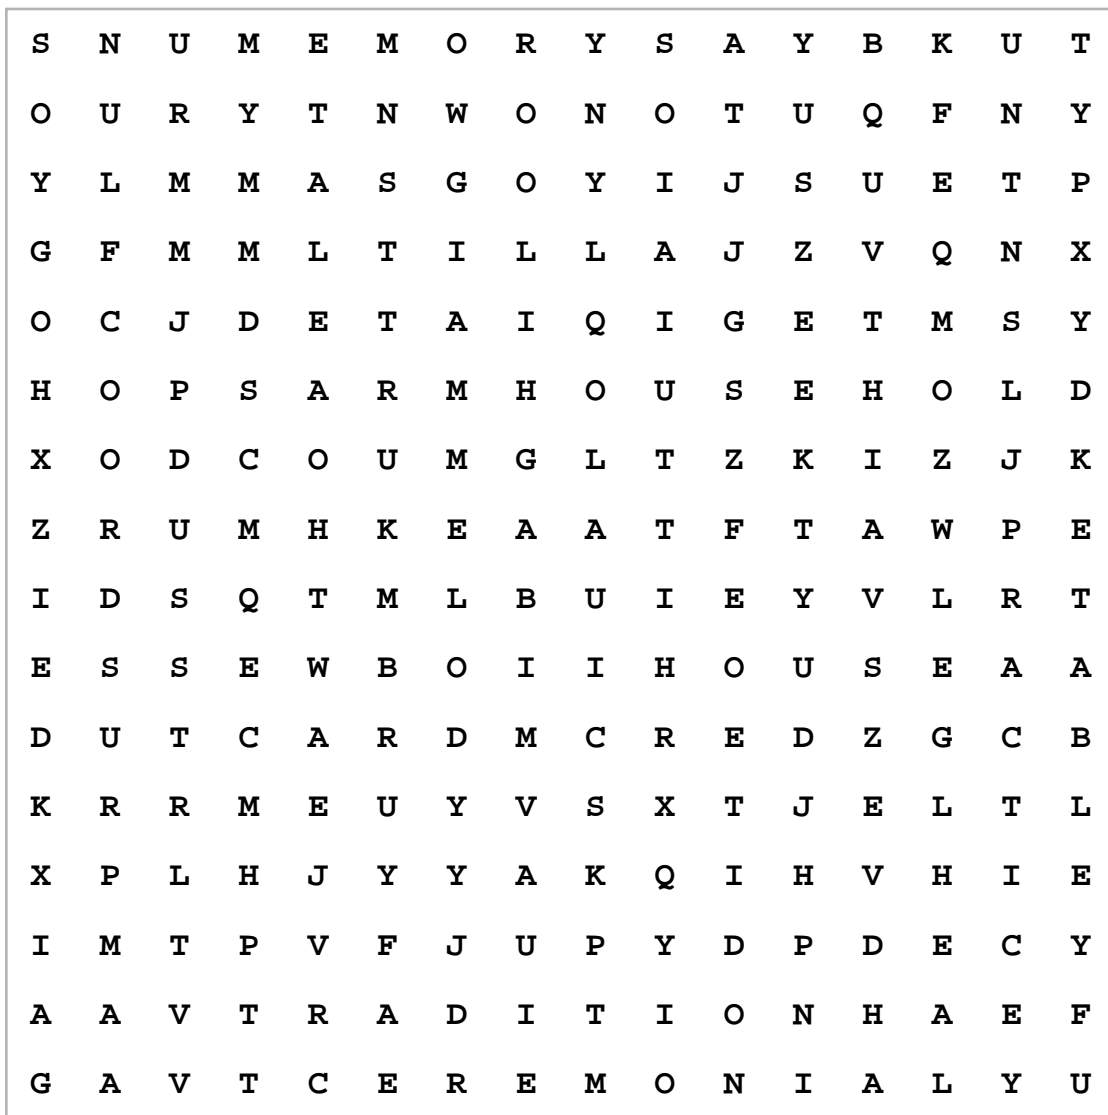 S N U M E M O R Y S A Y B K U T
O U R Y T N W O N O T U Q F N Y
Y L M M A S G O Y I J S U E T P
G F M M L T I L L A J Z V Q N X
O C J D E T A I Q I G E T M S Y
H O P S A R M H O U S E H O L D
X O D C O U M G L T Z K I Z J K
Z R U M H K E A A T F T A W P E
I D S Q T M L B U I E Y V L R T
E S S E W B O I I H O U S E A A
D U T C A R D M C R E D Z G C B
K R R M E U Y V S X T J E L T L
X P L H J Y Y A K Q I H V H I E
I M T P V F J U P Y D P D E C Y
A A V T R A D I T I O N H A E F
G A V T C E R E M O N I A L Y U